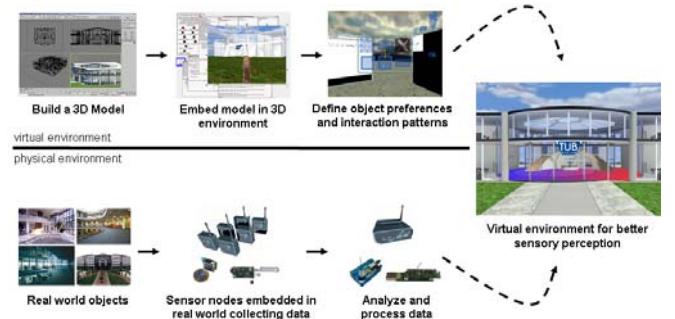 Build a 3D Model
Embed model in 3D
environment
Define object preferences
and interaction patterns
virtual environment
physical environment
TUB
Virtual environment for better
sensory perception
Real world objects
Sensor nodes embedded in
real world collecting data
Analyze and
process data